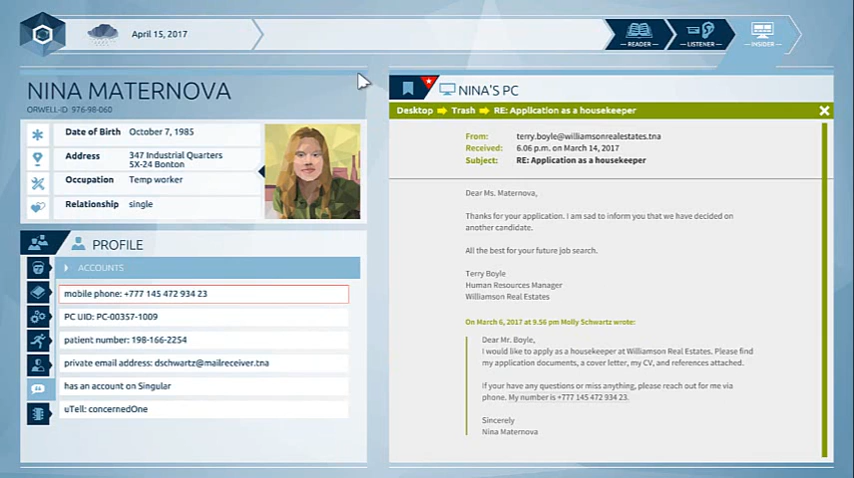 April 15, 2017
READER
LISTENER
INSIDER
NINA MATERNOVA
ORWELL-ID 976-98-060
Date of Birth October 7, 1985
Address 347 Industrial Quarters
SX-24 Bonton
Occupation Temp worker
Relationship single
PROFILE
ACCOUNTS
mobile phone: +777 145 472 934 23
PC UID: PC-00357-1009
patient number: 198-166-2254
private email address: dschwartz@mailreceiver.tna
has an account on Singular
uTell: concernedOne
NINA'S PC
Desktop Trash RE: Application as a housekeeper
From: terry.boyle@williamsonrealestates.tna
Received: 6.06 p.m. on March 14, 2017
Subject: RE: Application as a housekeeper
Dear Ms. Maternova,
Thanks for your application. I am sad to inform you that we have decided on
another candidate.
All the best for your future job search.
Terry Boyle
Human Resources Manager
Williamson Real Estates
On March 6, 2017 at 9.56 pm Molly Schwartz wrote:
Dear Mr. Boyle,
I would like to apply as a housekeeper at Williamson Real Estates. Please find
my application documents, a cover letter, my CV, and references attached.
If your have any questions or miss anything, please reach out for me via
phone. My number is +777 145 472 934 23.
Sincerely
Nina Maternova